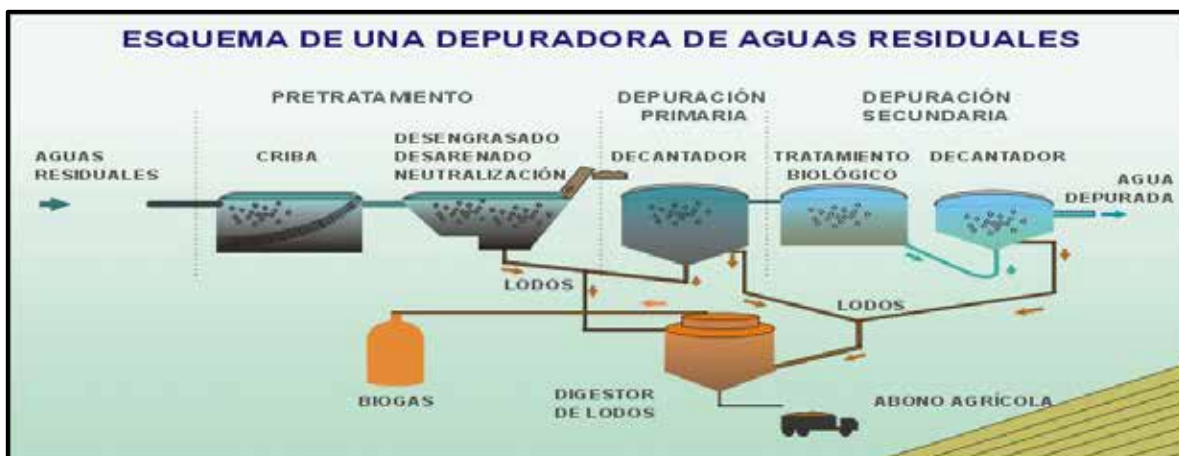 ESQUEMA DE UNA DEPURADORA DE AGUAS RESIDUALES
PRETRATAMIENTO
DEPURACIÓN
PRIMARIA
DEPURACIÓN
SECUNDARIA
AGUAS
RESIDUALES
CRIBA
DESENGRASADO
DESARENADO
NEUTRALIZACIÓN
DECANTADOR
TRATAMIENTO
BIOLÓGICO
DECANTADOR
AGUA
DEPURADA
LODOS
LODOS
BIOGAS
DIGESTOR
DE LODOS
ABONO AGRÍCOLA